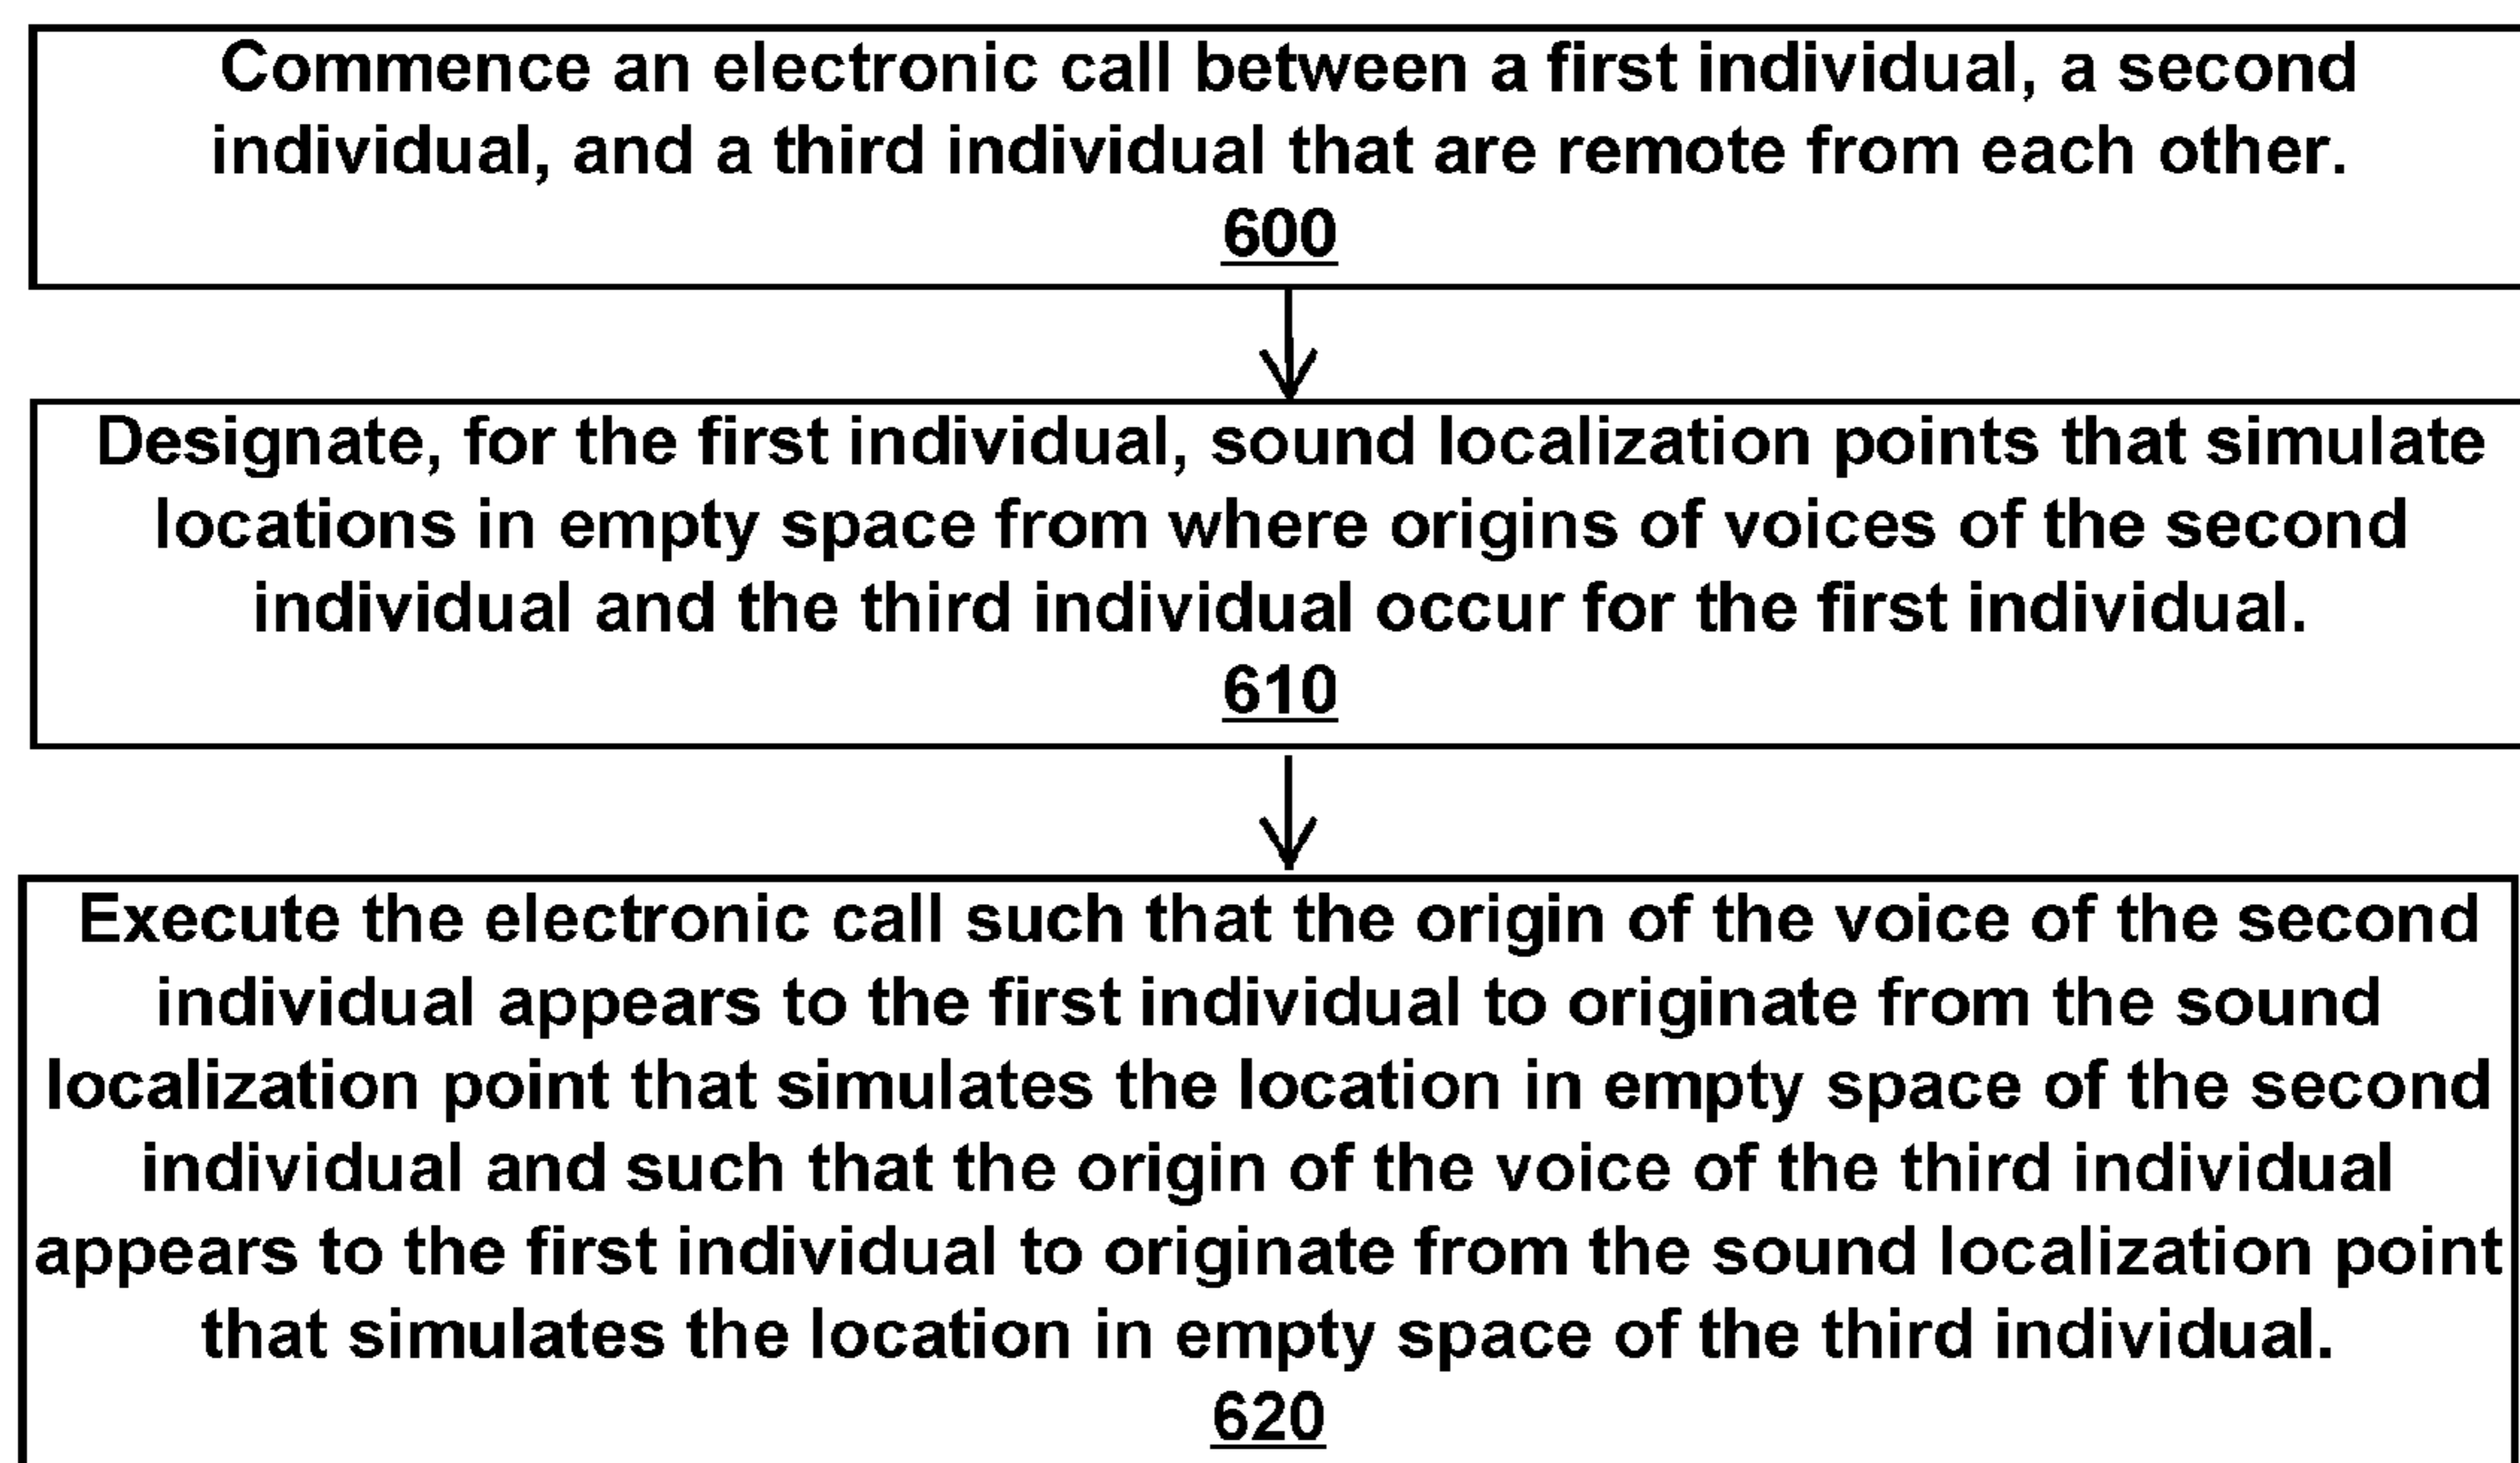 Commence an electronic call between a first individual, a second
individual, and a third individual that are remote from each other.
600
Designate, for the first individual, sound localization points that simulate
locations in empty space from where origins of voices of the second
individual and the third individual occur for the first individual.
610
Execute the electronic call such that the origin of the voice of the second
individual appears to the first individual to originate from the sound
localization point that simulates the location in empty space of the second
individual and such that the origin of the voice of the third individual
appears to the first individual to originate from the sound localization point
that simulates the location in empty space of the third individual.
620